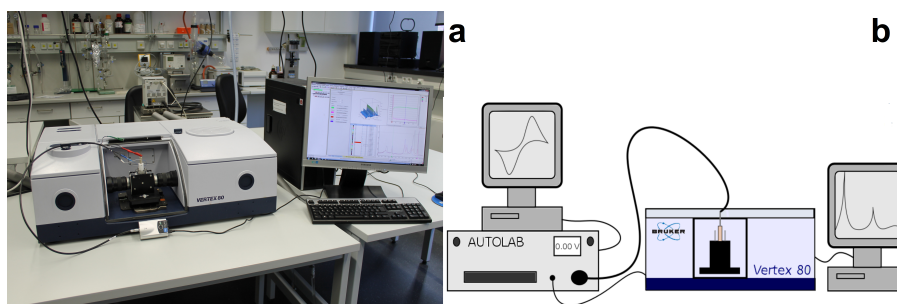 VERTEX 80
a
b
AUTOLAB
0.00 V
BRUKER
Vertex 80